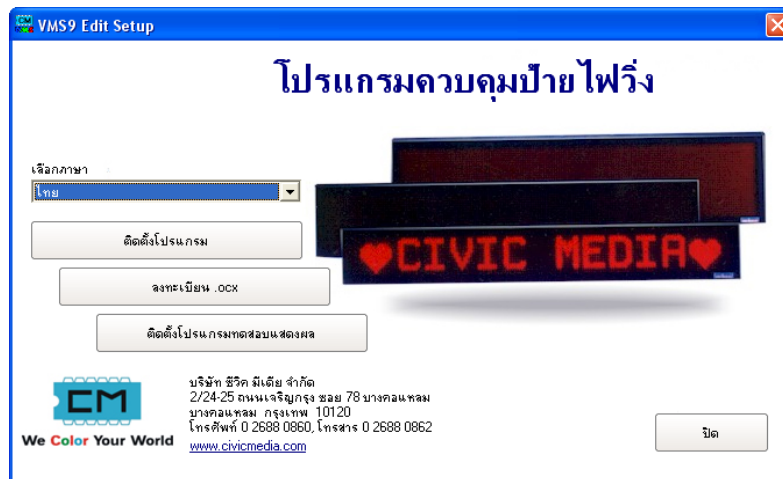 VMS9 Edit Setup
โปรแกรมควบคุมป้ายไฟวิ่ง
เลือกภาษา
ไทย
ติดตั้งโปรแกรม
ลงทะเบียน .ocx
ติดตั้งโปรแกรมทดสอบแสดงผล
♥CIVIC MEDIA♥
CM
We Color Your World
บริษัท ซีวิค มีเดีย จำกัด
2/24-25 ถนนเจริญกรุง ซอย 78 บางคอแหลม
บางคอแหลม กรุงเทพ 10120
โทรศัพท์ 0 2688 0860, โทรสาร 0 2688 0862
www.civicmedia.com
ปิด